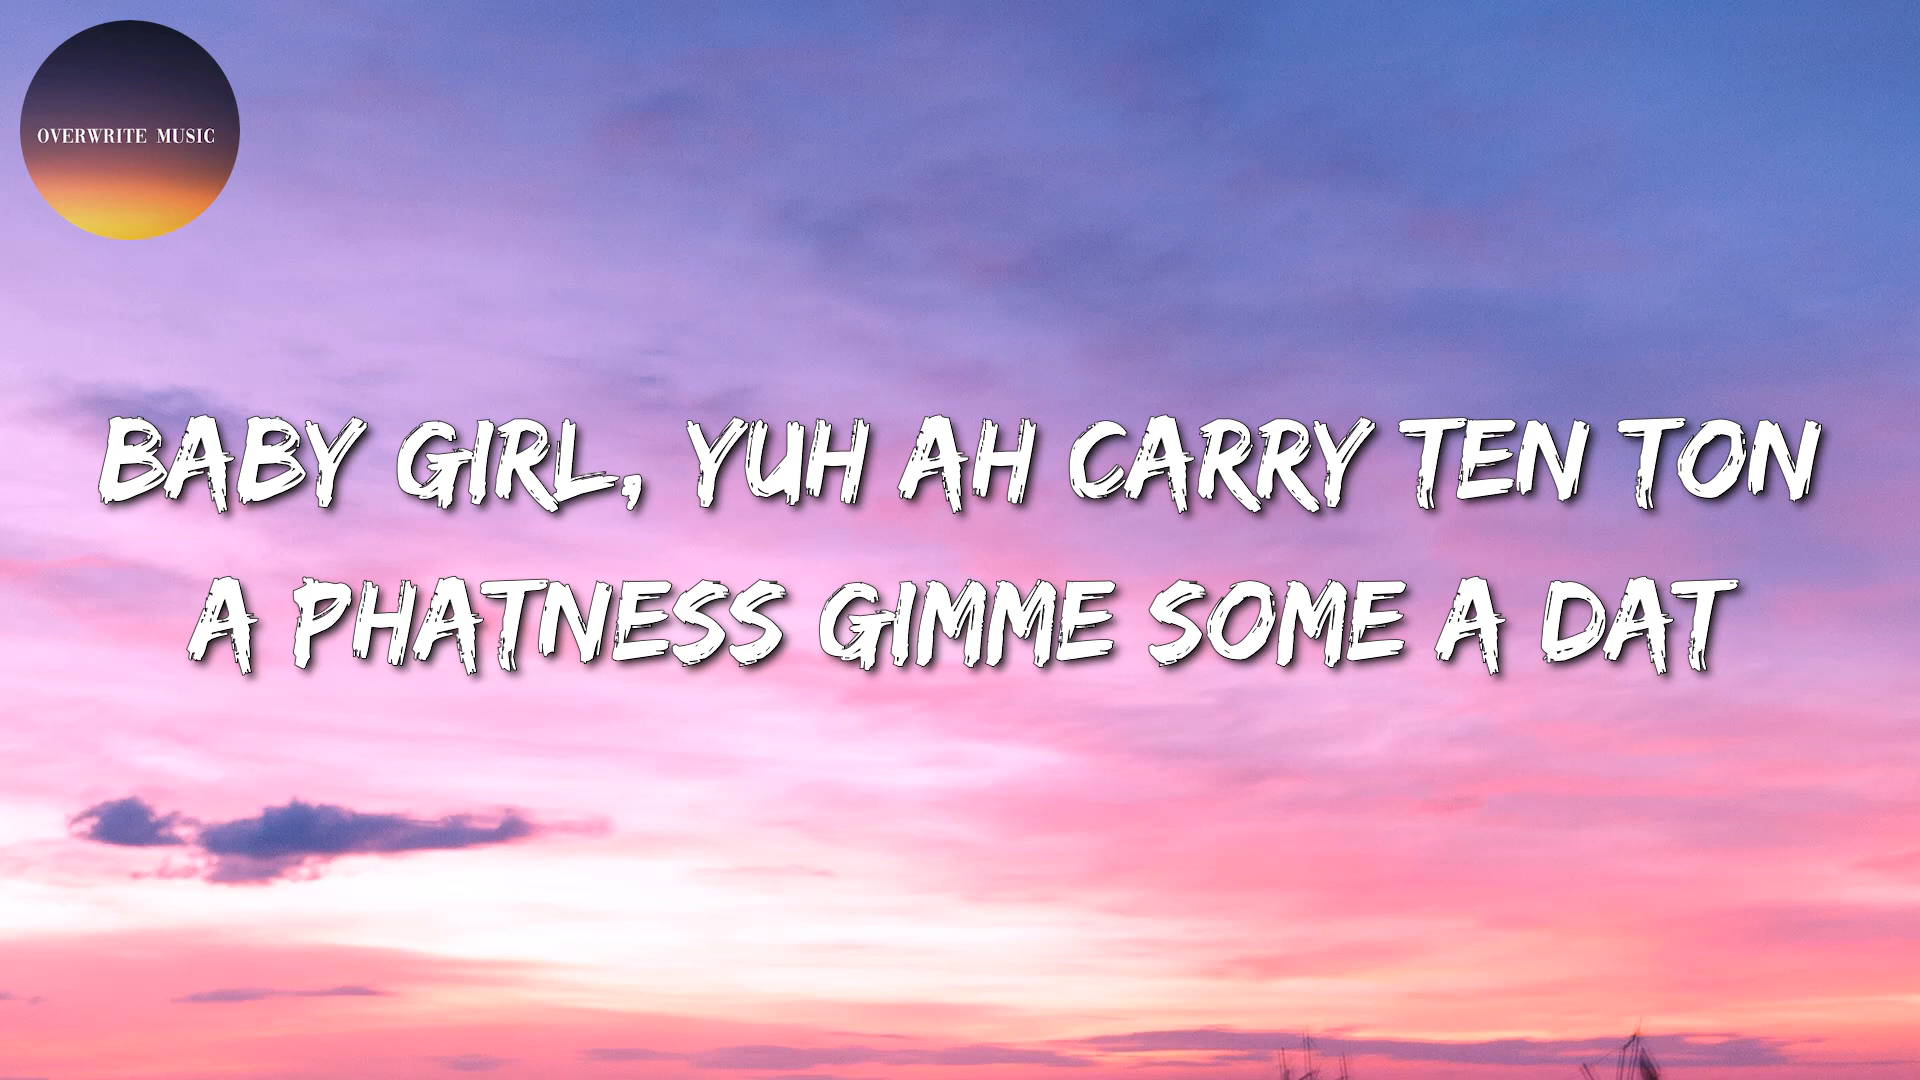 OVERWRITE MUSIC
BABY GIRL, YUH AH CARRY TEN TON
A PHATNESS GIMME SOME A DAT